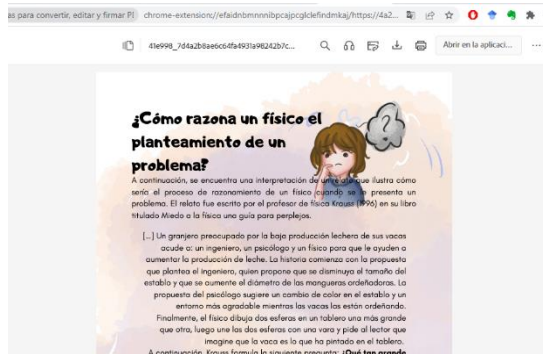 as para convertir, editar y firmar P
chrome-extension://efaidnbmnnnibpcajpcglclefindmkaj/https://4a2...
41e998_7d4a2b8ae6c64fa4931a98242b7c...
Abrir en la aplicaci...
¿Cómo razona un físico el
planteamiento de un
problema?
A continuación, se encuentra una interpretación de un relato que ilustra cómo
sería el proceso de razonamiento de un físico cuando se le presenta un
problema. El relato fue escrito por el profesor de física Krauss (1996) en su libro
titulado Miedo a la física una guía para perplejos.
[...] Un granjero preocupado por la baja producción lechera de sus vacas
acude a: un ingeniero, un psicólogo y un físico para que le ayuden a
aumentar la producción de leche. La historia comienza con la propuesta
que plantea el ingeniero, quien propone que se disminuya el tamaño del
establo y que se aumente el diámetro de las mangueras ordeñadoras. La
propuesta del psicólogo sugiere un cambio de color en el establo y un
entorno más agradable mientras las vacas las están ordeñando.
Finalmente, el físico dibuja dos esferas en un tablero una más grande
que otra, luego une las dos esferas con una vara y pide al lector que
imagine que la vaca es lo que ha pintado en el tablero.
A continuación, Krauss formula la siguiente pregunta: ¿Qué tan grande